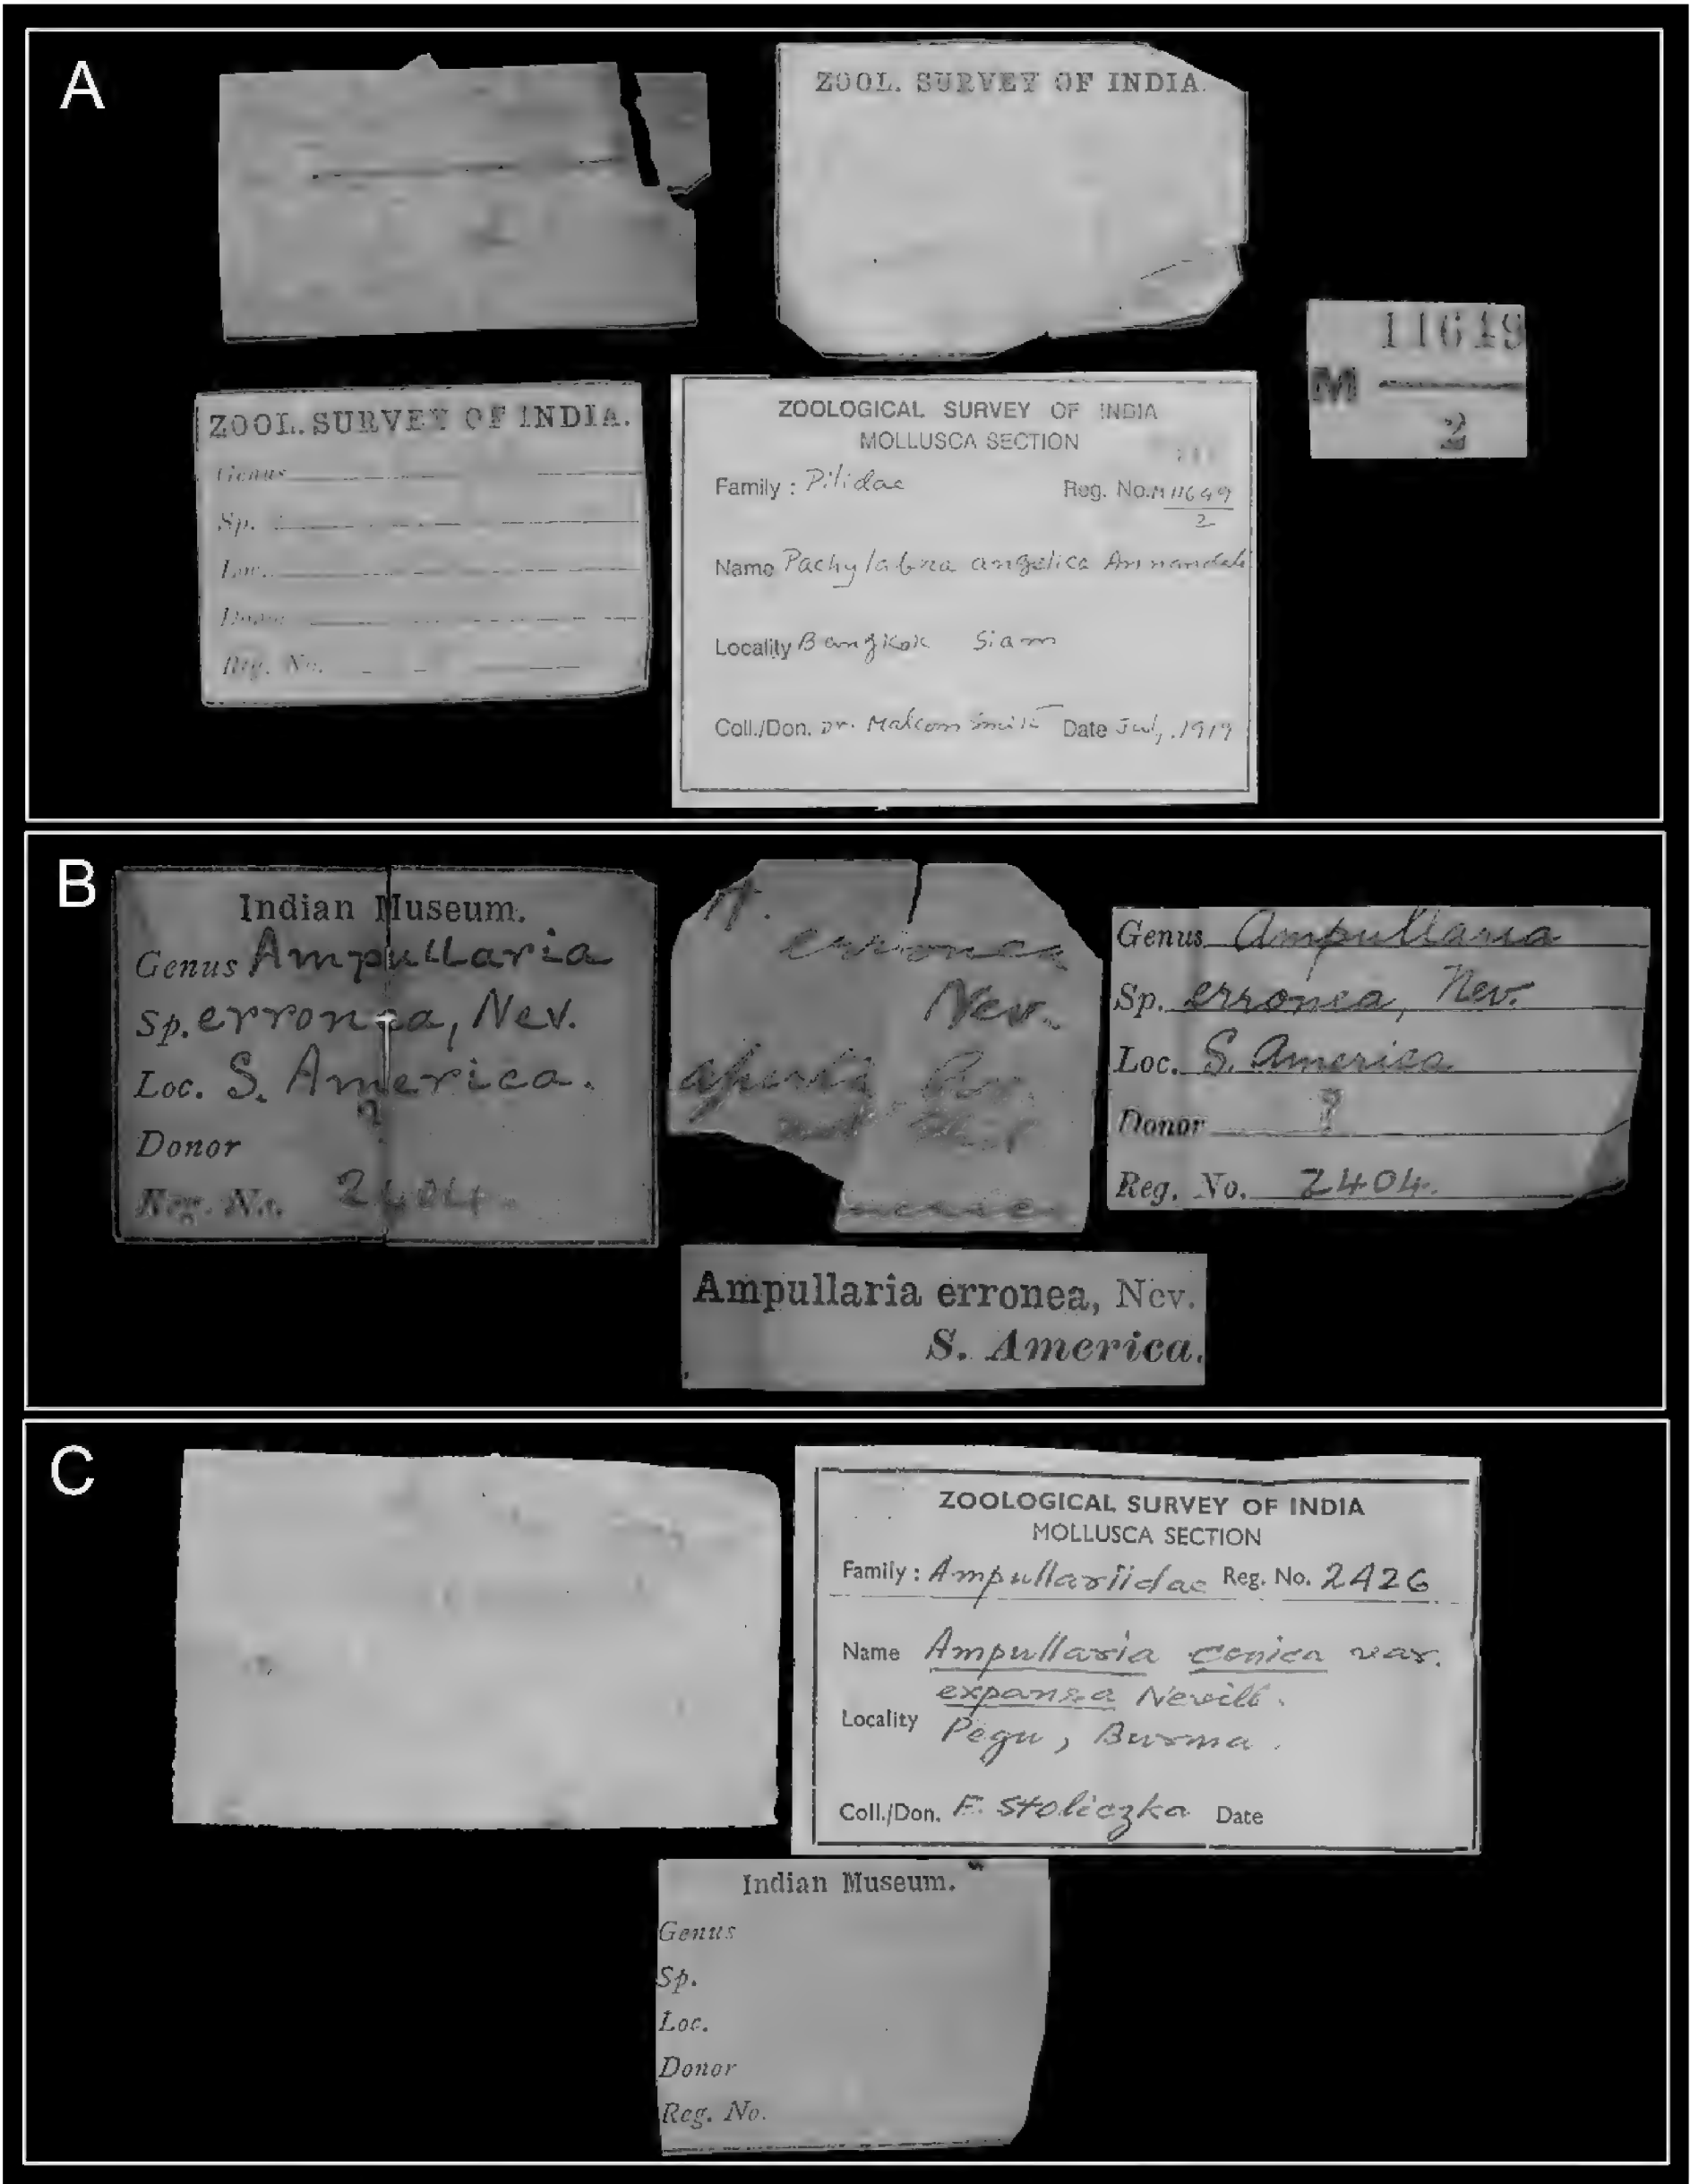 A
ZOOL. SURVEY OF INDIA.
11649
M
2
ZOOL. SURVEY OF INDIA.
Genus
Sp.
Loc.
Donor
Reg. No.
ZOOLOGICAL SURVEY OF INDIA
MOLLUSCA SECTION
Family : Pilidae Reg. No. M11649
2
Name Pachylabra angelica Annandale
Locality Bangkok Siam
Coll./Don. Dr. Malcom Smith Date July, 1919
B
Indian Museum.
Genus Ampullaria
Sp. erronea, Nev.
Loc. S. America.
?
Donor
Reg. No. 2404.
A.
erronea
Nev.
Genus Ampullaria
Sp. erronea, Nev.
Loc. S. America
Donor ?
Reg. No. 2404.
Ampullaria erronea, Nev.
S. America.
C
ZOOLOGICAL SURVEY OF INDIA
MOLLUSCA SECTION
Family : Ampullariidae Reg. No. 2426
Name Ampullaria conica var.
expansa Nevill.
Locality Pegu, Burma.
Coll./Don. F. Stoliczka Date
Indian Museum.
Genus
Sp.
Loc.
Donor
Reg. No.